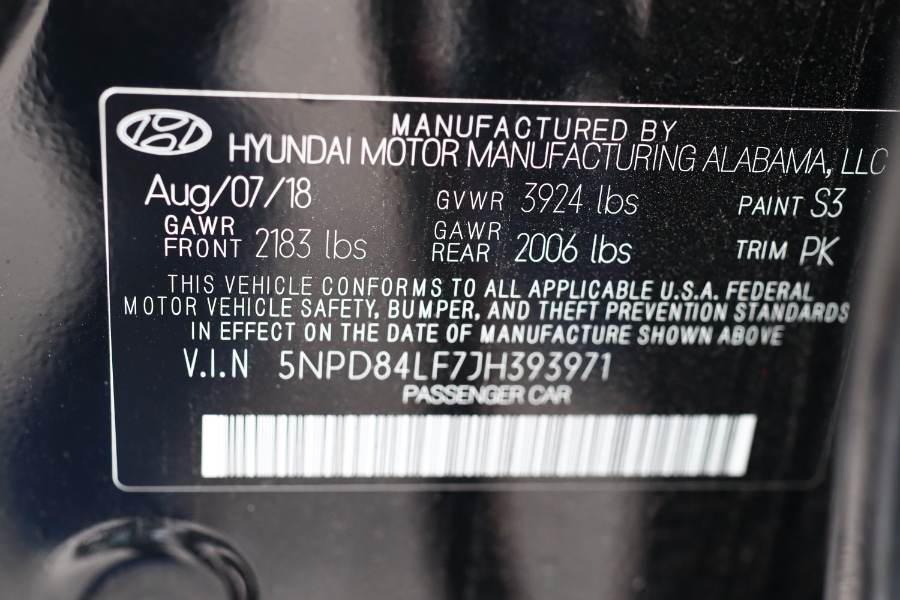 MANUFACTURED BY
HYUNDAI MOTOR MANUFACTURING ALABAMA, LLC
Aug/07/18 GVWR 3924 lbs PAINT S3
GAWR FRONT 2183 lbs GAWR REAR 2006 lbs TRIM PK
THIS VEHICLE CONFORMS TO ALL APPLICABLE U.S.A. FEDERAL
MOTOR VEHICLE SAFETY, BUMPER, AND THEFT PREVENTION STANDARDS
IN EFFECT ON THE DATE OF MANUFACTURE SHOWN ABOVE
V.I.N 5NPD84LF7JH393971
PASSENGER CAR